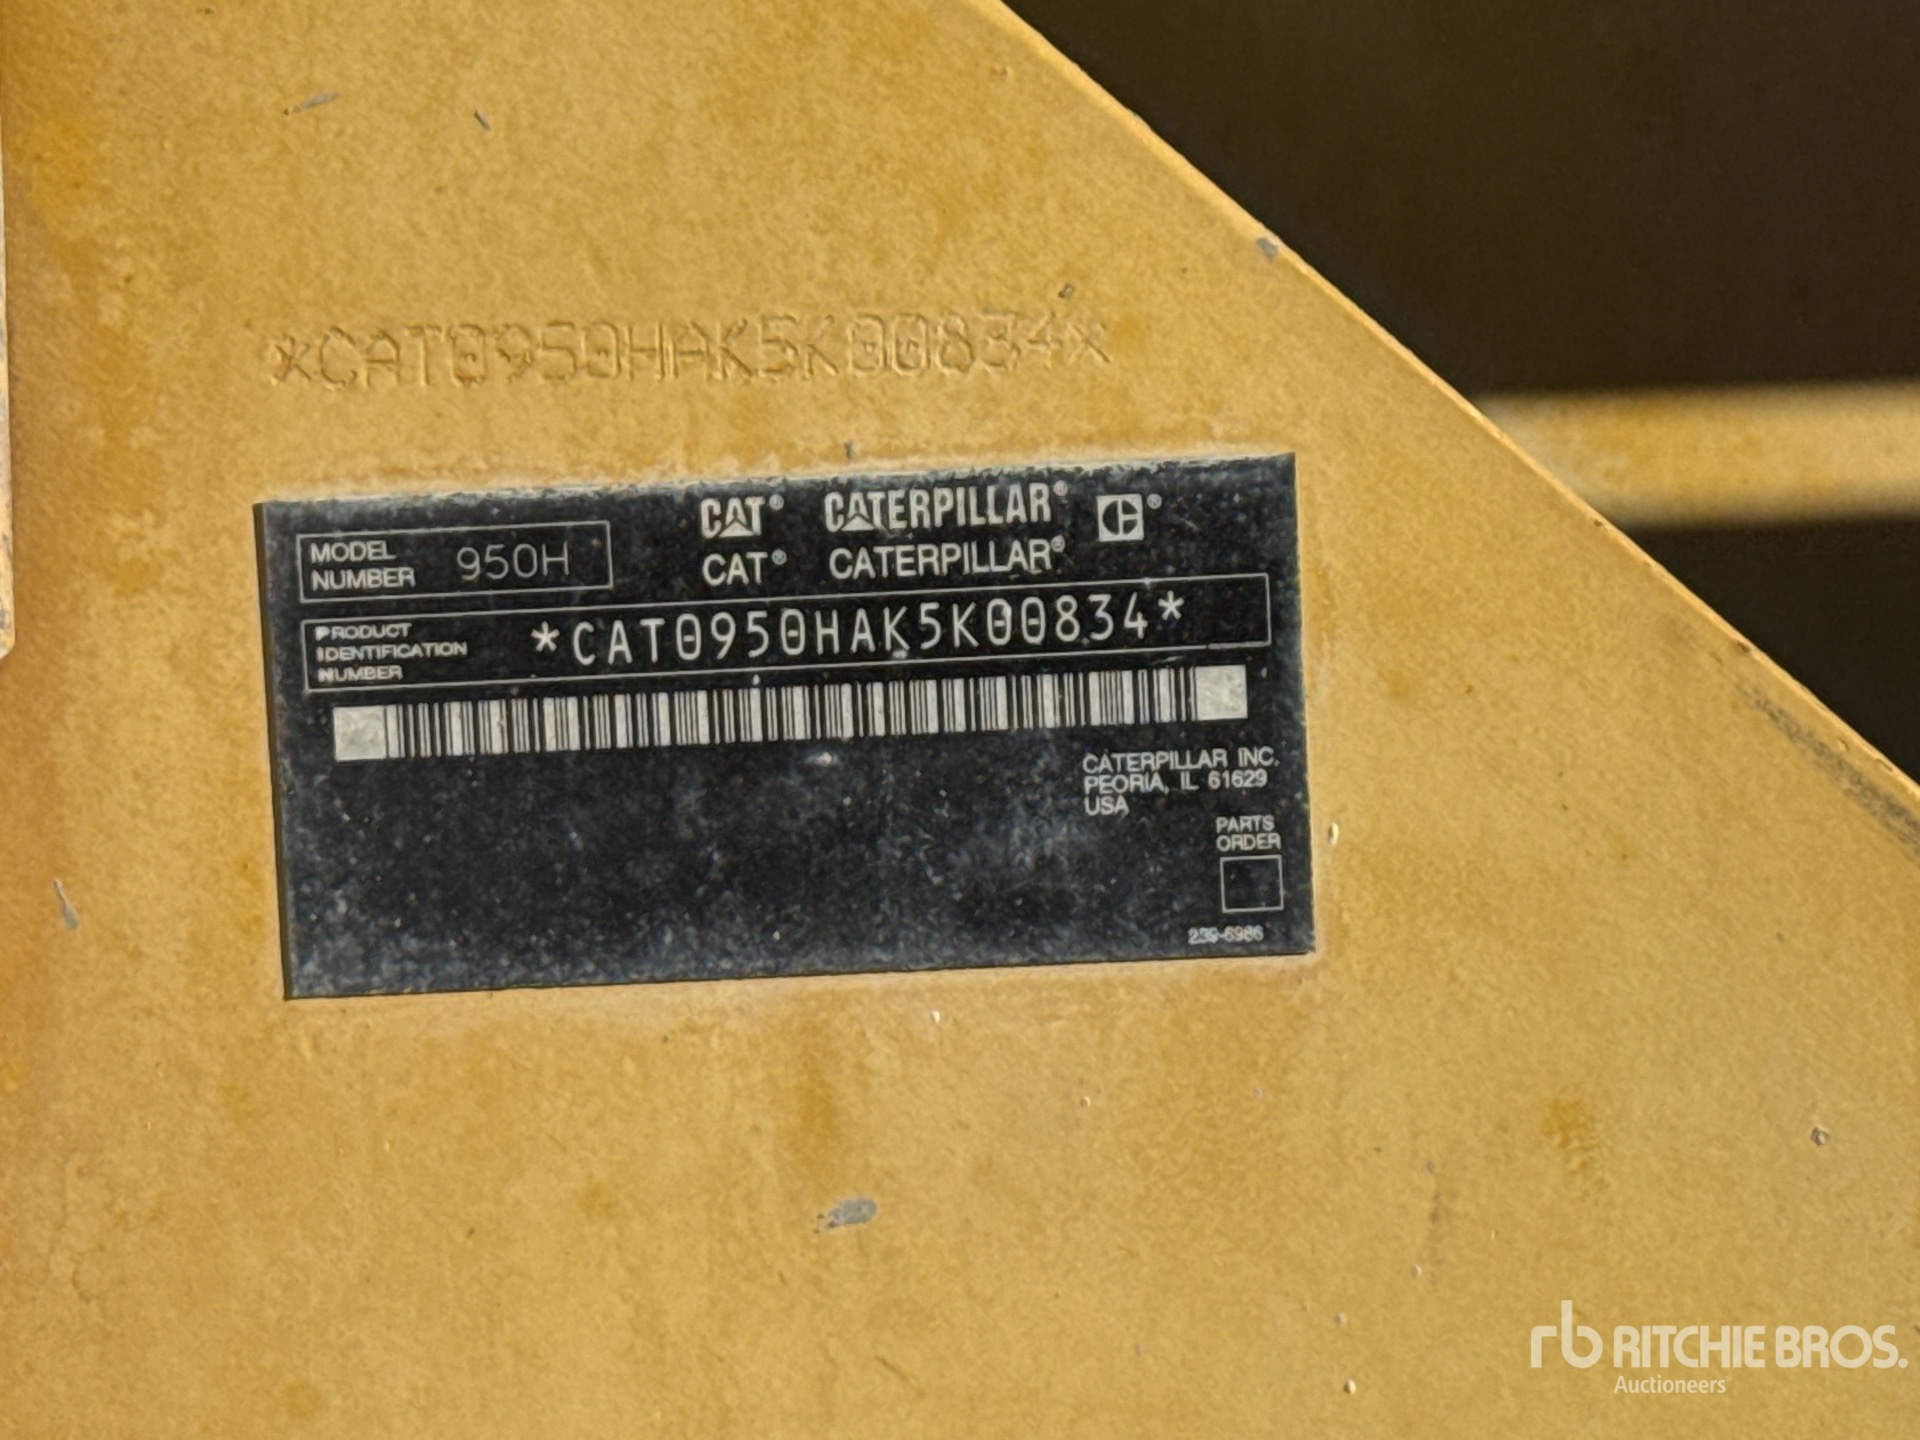 *CAT0950HAK5K00834*
CAT® CATERPILLAR® C®
MODEL NUMBER 950H
CAT® CATERPILLAR®
PRODUCT IDENTIFICATION NUMBER *CAT0950HAK5K00834*
CATERPILLAR INC.
PEORIA, IL 61629
USA
PARTS
ORDER
239-6986
rb RITCHIE BROS.
Auctioneers